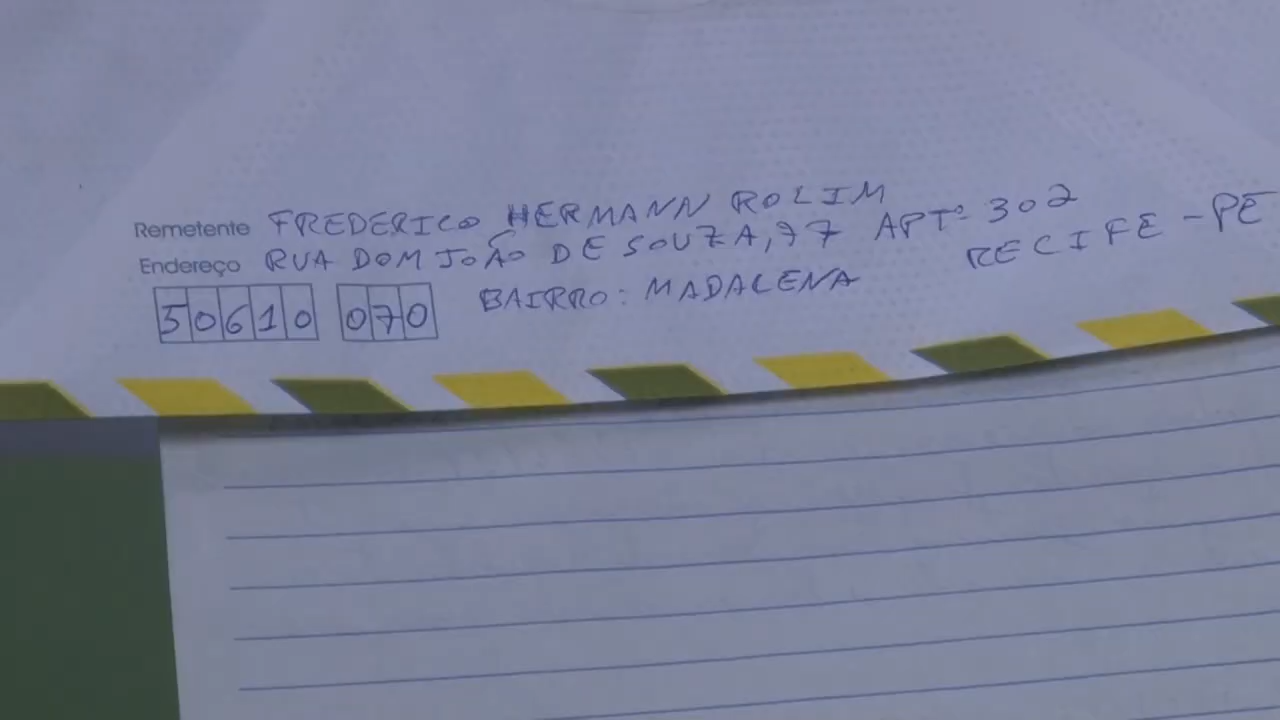 Remetente FREDERICO HERMANN ROLIM
Endereço RUA DOM JOÃO DE SOUZA, 77 APTº 302
50610 070 BAIRRO: MADALENA RECIFE - PE